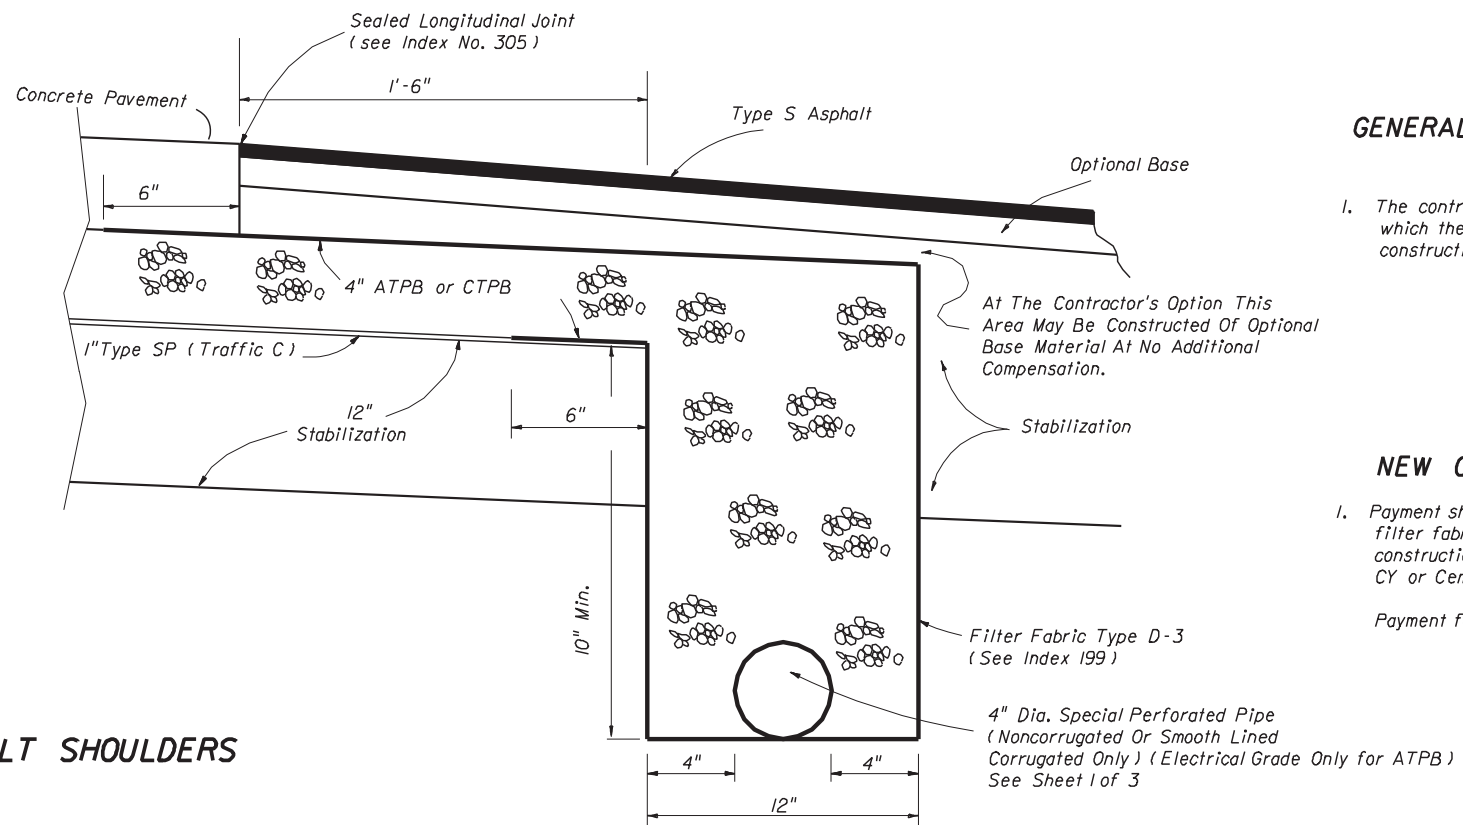 Sealed Longitudinal Joint
(see Index No. 305)
1'-6"
Concrete Pavement
Type S Asphalt
GENERAL
Optional Base
6"
1. The contr
which the
constructi
4" ATPB or CTPB
At The Contractor's Option This
Area May Be Constructed Of Optional
Base Material At No Additional
Compensation.
1" Type SP (Traffic C)
12"
Stabilization
6"
Stabilization
NEW
1. Payment sh
filter fabr
constructi
CY or Cem
Payment f
10" Min.
Filter Fabric Type D-3
(See Index 199)
4" Dia. Special Perforated Pipe
(Noncorrugated Or Smooth Lined
Corrugated Only) (Electrical Grade Only for ATPB)
See Sheet 1 of 3
LT SHOULDERS
4"
4"
12"